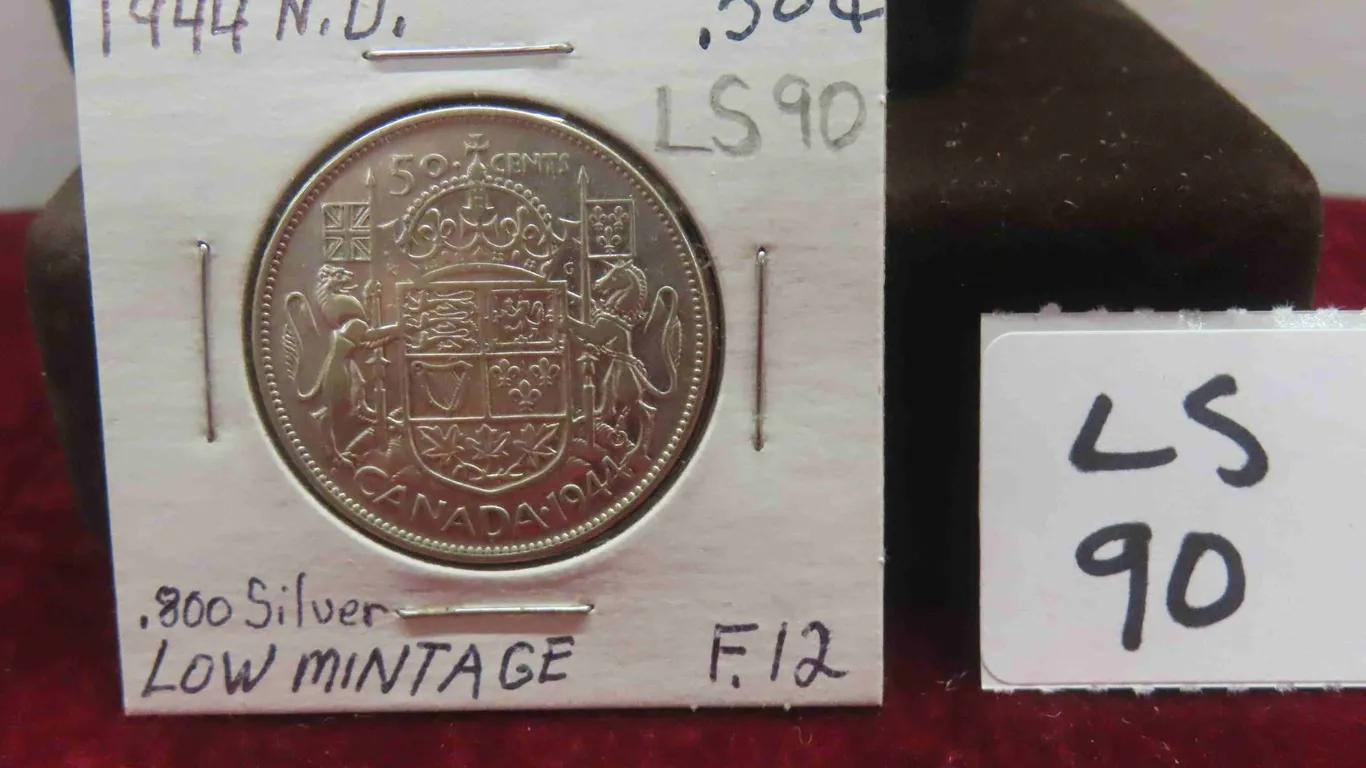 1944 N.D.
.50¢
LS90
50 CENTS
K G
CANADA·1944
.800 Silver
LOW MINTAGE
F.12
LS
90